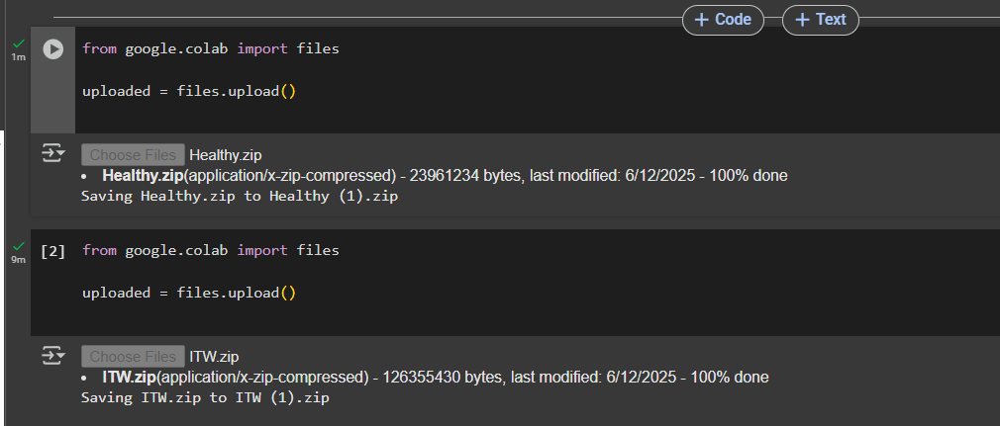 + Code + Text
1m
from google.colab import files
uploaded = files.upload()
Choose Files Healthy.zip
• Healthy.zip(application/x-zip-compressed) - 23961234 bytes, last modified: 6/12/2025 - 100% done
Saving Healthy.zip to Healthy (1).zip
9m
[2] from google.colab import files
uploaded = files.upload()
Choose Files ITW.zip
• ITW.zip(application/x-zip-compressed) - 126355430 bytes, last modified: 6/12/2025 - 100% done
Saving ITW.zip to ITW (1).zip